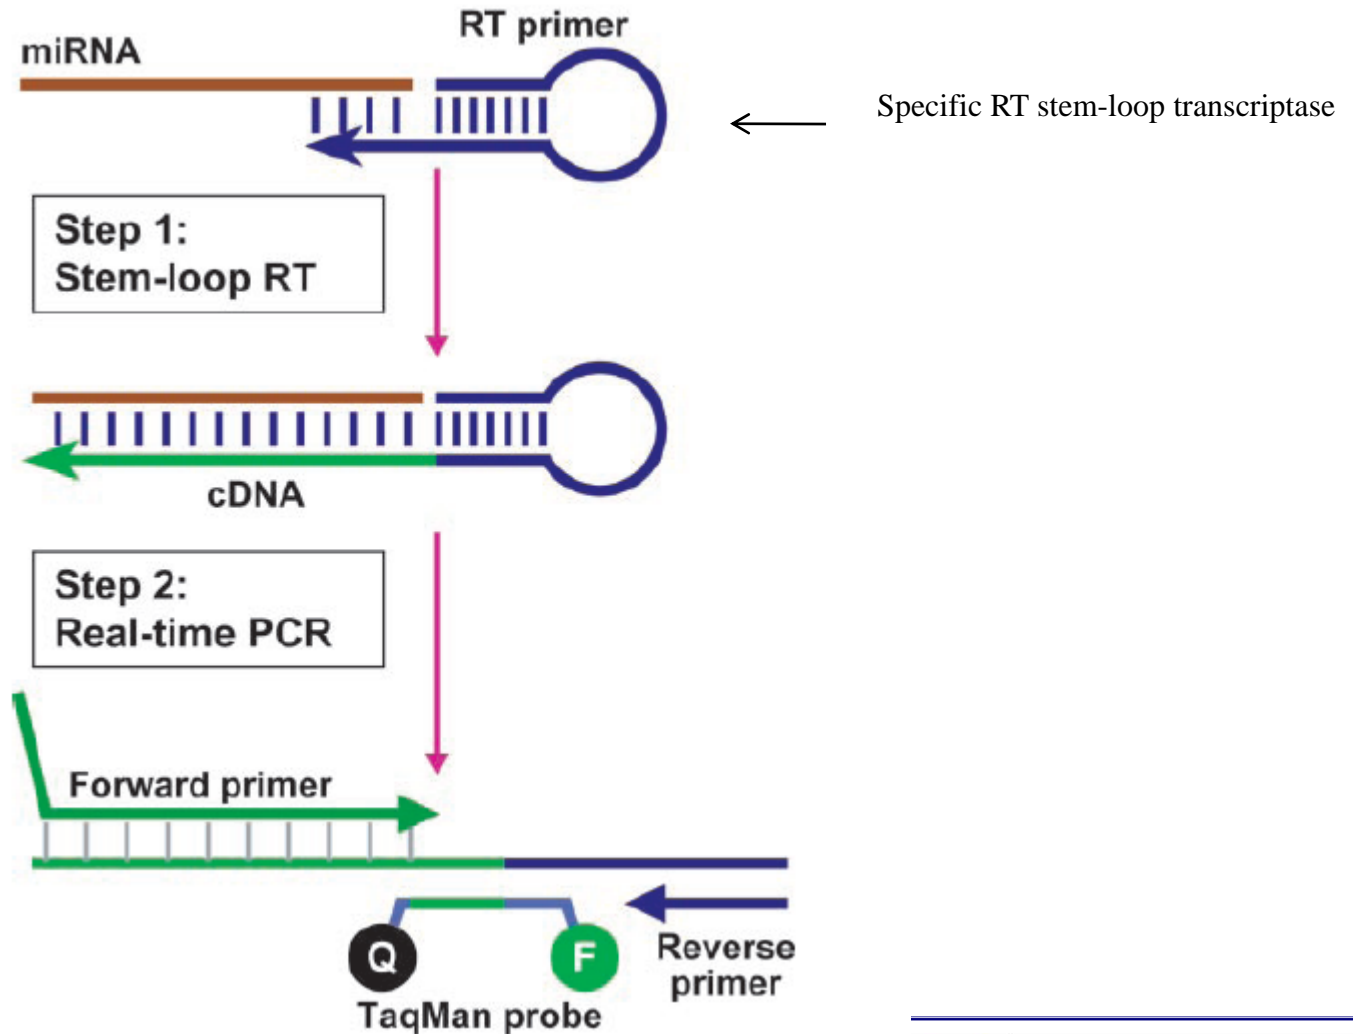 RT primer
miRNA
Specific RT stem-loop transcriptase
Step 1:
Stem-loop RT
cDNA
Step 2:
Real-time PCR
Forward primer
Q
F
Reverse
primer
TaqMan probe